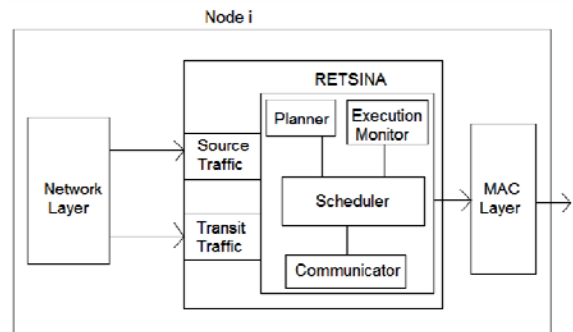 Node i
RETSINA
Planner
Execution
Monitor
Source
Traffic
Network
Layer
Scheduler
MAC
Layer
Transit
Traffic
Communicator